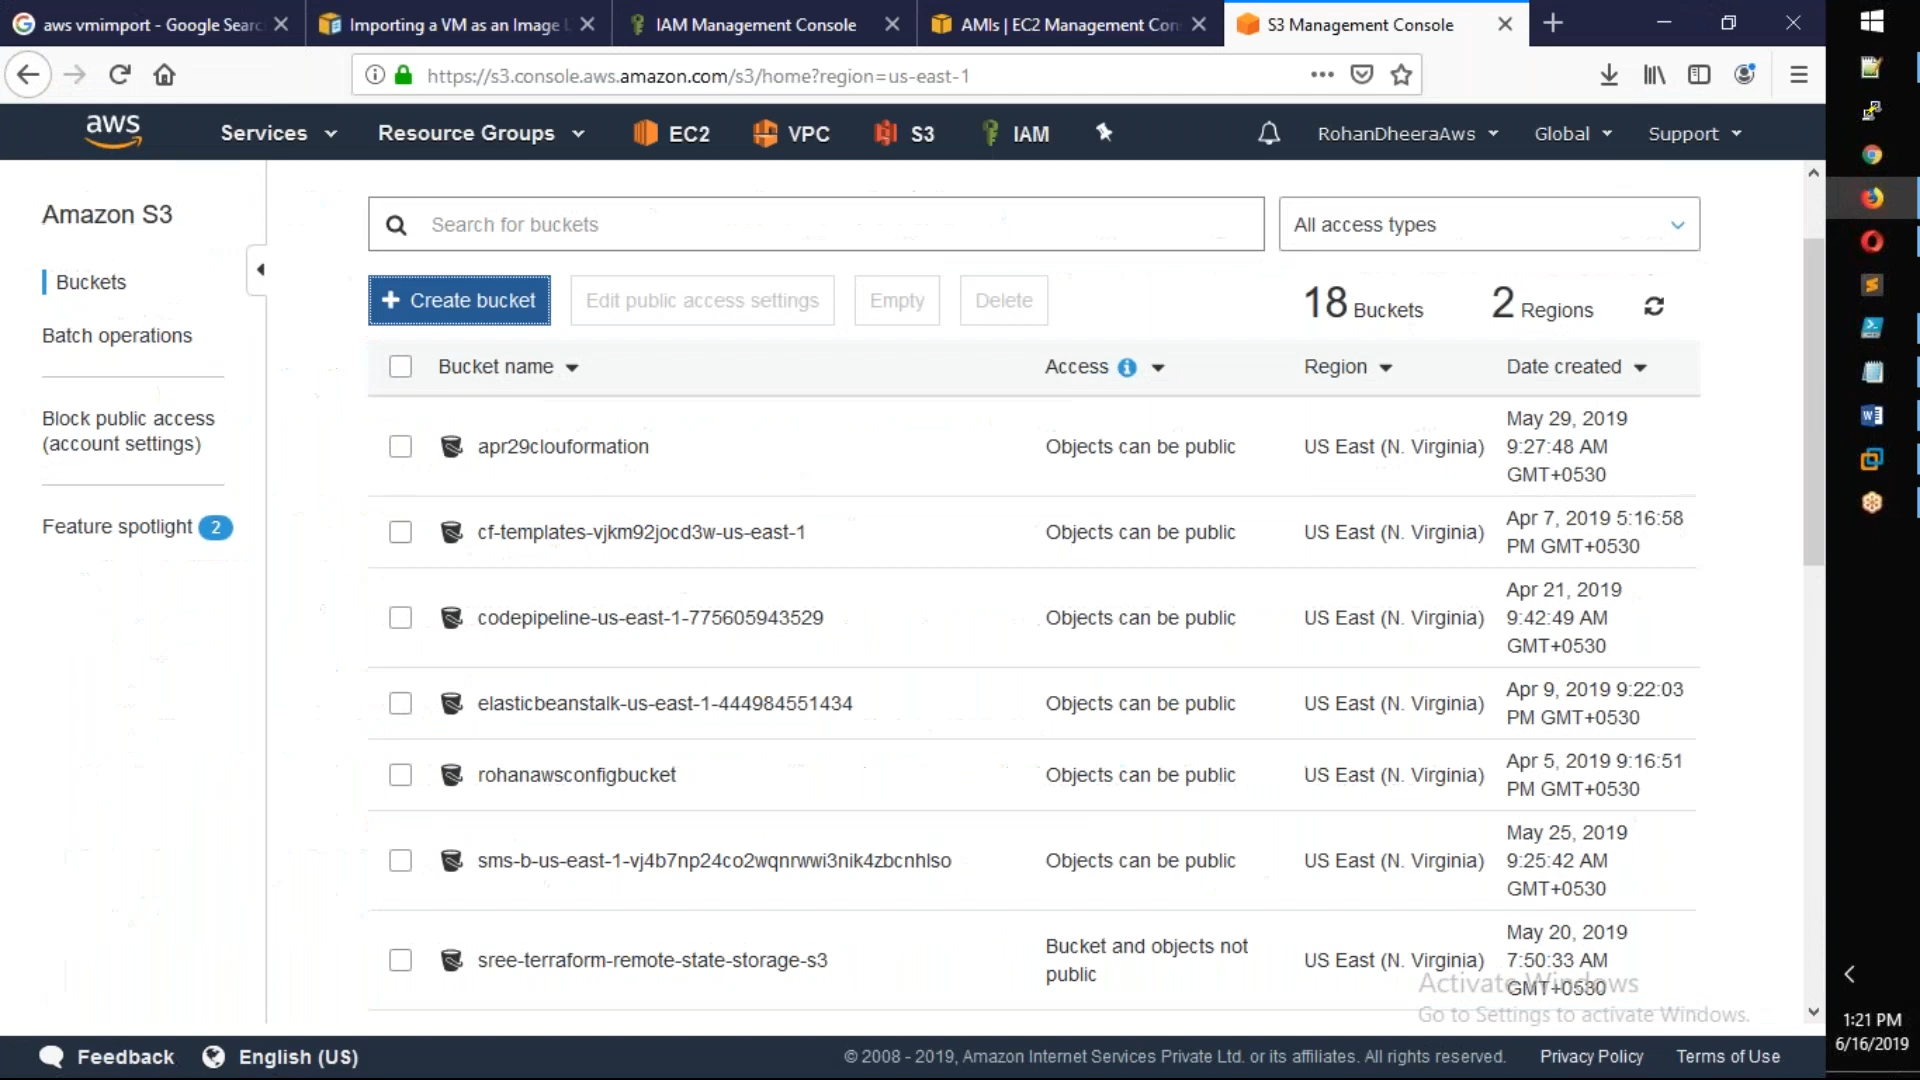 aws vmimport - Google Searc
Importing a VM as an Image
IAM Management Console
AMIs | EC2 Management Con
S3 Management Console
https://s3.console.aws.amazon.com/s3/home?region=us-east-1
aws
Services
Resource Groups
EC2
VPC
S3
IAM
RohanDheeraAws
Global
Support
Amazon S3
Buckets
Batch operations
Block public access
(account settings)
Feature spotlight 2
Search for buckets
All access types
Create bucket
Edit public access settings
Empty
Delete
18 Buckets
2 Regions
Bucket name
Access
Region
Date created
apr29clouformation
Objects can be public
US East (N. Virginia)
May 29, 2019
9:27:48 AM
GMT+0530
cf-templates-vjkm92jocd3w-us-east-1
Objects can be public
US East (N. Virginia)
Apr 7, 2019 5:16:58
PM GMT+0530
codepipeline-us-east-1-775605943529
Objects can be public
US East (N. Virginia)
Apr 21, 2019
9:42:49 AM
GMT+0530
elasticbeanstalk-us-east-1-444984551434
Objects can be public
US East (N. Virginia)
Apr 9, 2019 9:22:03
PM GMT+0530
rohanawsconfigbucket
Objects can be public
US East (N. Virginia)
Apr 5, 2019 9:16:51
PM GMT+0530
sms-b-us-east-1-vj4b7np24co2wqnrwwi3nik4zbcnhlso
Objects can be public
US East (N. Virginia)
May 25, 2019
9:25:42 AM
GMT+0530
sree-terraform-remote-state-storage-s3
Bucket and objects not
public
US East (N. Virginia)
May 20, 2019
7:50:33 AM
GMT+0530
Activate Windows
Go to Settings to activate Windows.
Feedback
English (US)
© 2008 - 2019, Amazon Internet Services Private Ltd. or its affiliates. All rights reserved.
Privacy Policy
Terms of Use
1:21 PM
6/16/2019